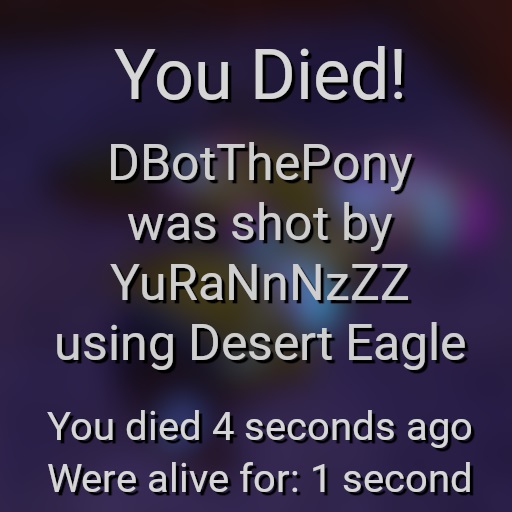 You Died!
DBotThePony
was shot by
YuRaNnNzZZ
using Desert Eagle
You died 4 seconds ago
Were alive for: 1 second